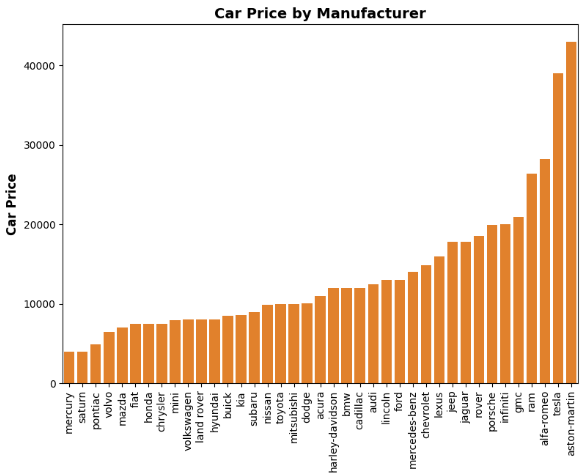 Car Price by Manufacturer
Car Price
40000
30000
20000
10000
0
mercury
saturn
pontiac
volvo
mazda
fiat
honda
chrysler
mini
volkswagen
land rover
hyundai
buick
kia
subaru
nissan
toyota
mitsubishi
dodge
acura
harley-davidson
bmw
cadillac
audi
lincoln
ford
mercedes-benz
chevrolet
lexus
jeep
jaguar
rover
porsche
infiniti
gmc
ram
alfa-romeo
tesla
aston-martin